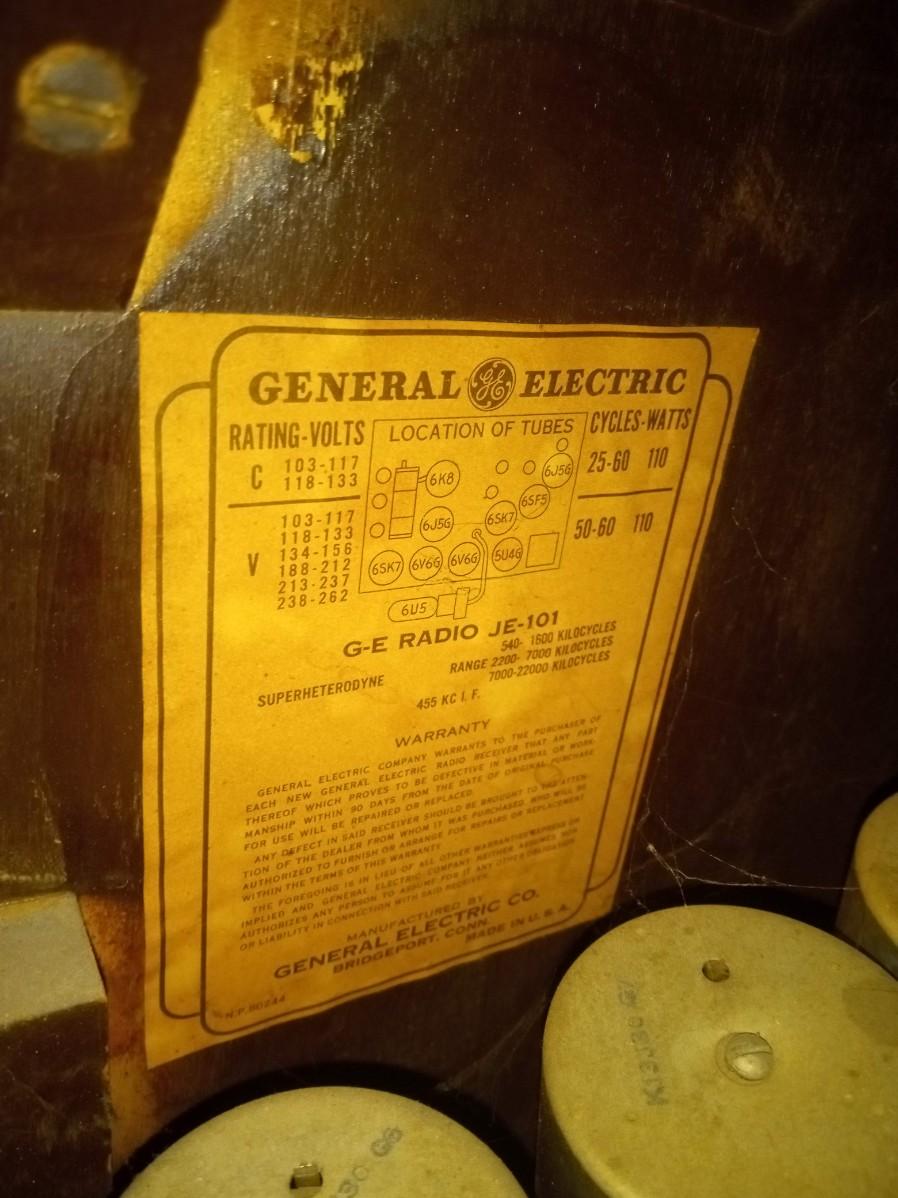 GENERAL GE ELECTRIC
RATING-VOLTS
LOCATION OF TUBES
CYCLES-WATTS
C
103-117
118-133
25-60 110
V
103-117
118-133
134-156
188-212
213-237
238-262
50-60 110
6K8
6J5G
6J5G
6SF5
6SK7
6SK7
6V6G
6V6G
5U4G
6U5
G-E RADIO JE-101
SUPERHETERODYNE
540- 1600 KILOCYCLES
RANGE 2200- 7000 KILOCYCLES
7000-22000 KILOCYCLES
455 KC I. F.
WARRANTY
GENERAL ELECTRIC COMPANY WARRANTS TO THE PURCHASER OF
EACH NEW GENERAL ELECTRIC RADIO RECEIVER THAT ANY PART
THEREOF WHICH PROVES TO BE DEFECTIVE IN MATERIAL OR WORK-
MANSHIP WITHIN 90 DAYS FROM THE DATE OF ORIGINAL PURCHASE
FOR USE WILL BE REPAIRED OR REPLACED.
ANY DEFECT IN SAID RECEIVER SHOULD BE BROUGHT TO THE ATTEN-
TION OF THE DEALER FROM WHOM IT WAS PURCHASED, WHO WILL BE
AUTHORIZED TO FURNISH OR ARRANGE FOR REPAIRS OR REPLACEMENT
WITHIN THE TERMS OF THIS WARRANTY.
THE FOREGOING IS IN LIEU OF ALL OTHER WARRANTIES EXPRESS OR
IMPLIED AND GENERAL ELECTRIC COMPANY NEITHER ASSUMES NOR
AUTHORIZES ANY PERSON TO ASSUME FOR IT ANY OTHER OBLIGATION
OR LIABILITY IN CONNECTION WITH SAID RECEIVER.
MANUFACTURED BY
GENERAL ELECTRIC CO.
BRIDGEPORT, CONN.
MADE IN U. S. A.
N.P. 80244